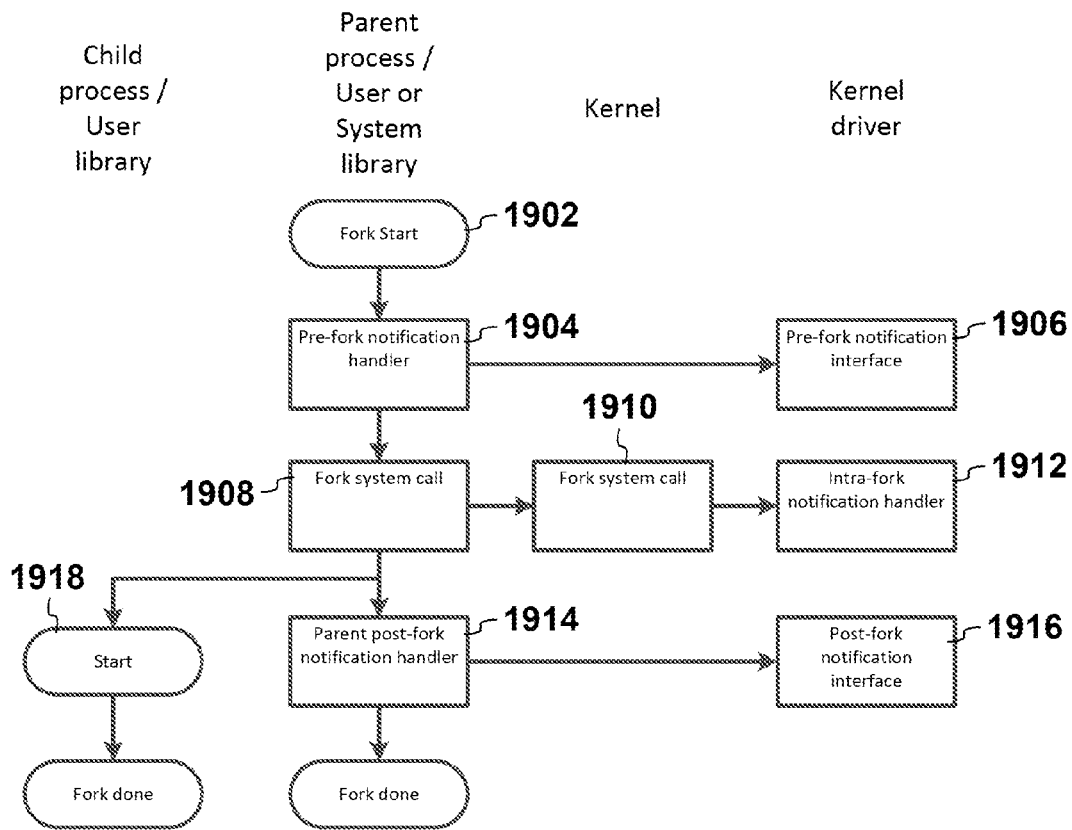 Child
process /
User
library
Parent
process /
User or
System
library
Kernel
Kernel
driver
Fork Start
1902
Pre-fork notification
handler
1904
Pre-fork notification
interface
1906
1908
Fork system call
1910
Fork system call
Intra-fork
notification handler
1912
1918
Start
Parent post-fork
notification handler
1914
Post-fork
notification
interface
1916
Fork done
Fork done